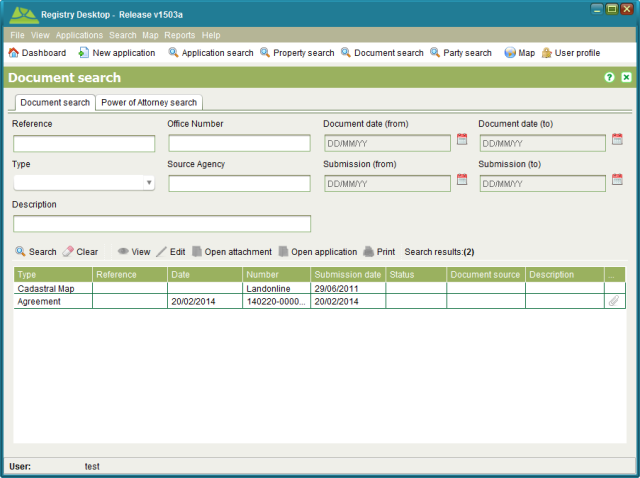 Registry Desktop - Release v1503a
File View Applications Search Map Reports Help
Dashboard New application Application search Property search Document search Party search Map User profile
Document search
Document search Power of Attorney search
Reference Office Number Document date (from) Document date (to)
DD/MM/YY DD/MM/YY
Type Source Agency Submission (from) Submission (to)
DD/MM/YY DD/MM/YY
Description
Search Clear View Edit Open attachment Open application Print Search results:(2)
Type Reference Date Number Submission date Status Document source Description ...
Cadastral Map Landonline 29/06/2011
Agreement 20/02/2014 140220-0000... 20/02/2014
User: test